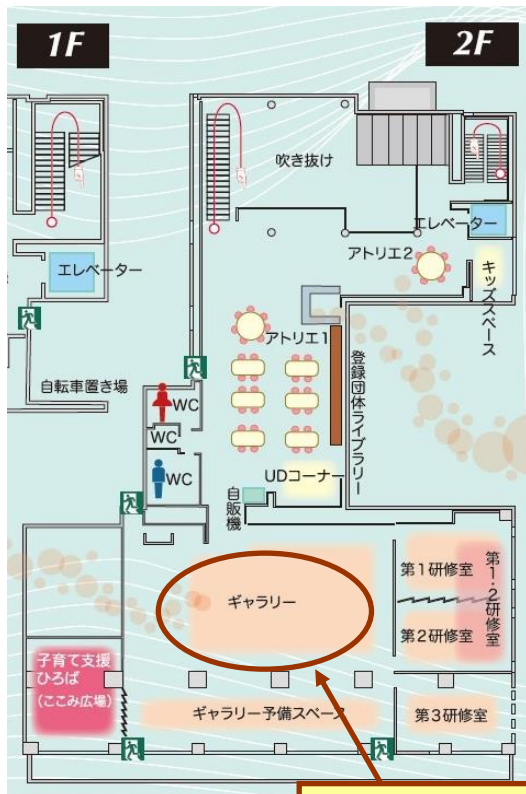 1F
2F
吹き抜け
エレベーター
エレベーター
アトリエ2
キッズスペース
アトリエ1
自転車置き場
WC
WC
WC
登録団体ライブラリー
UDコーナー
自販機
第1研修室
第1・2研修室
ギャラリー
第2研修室
子育て支援
ひろば
(ここみ広場)
ギャラリー予備スペース
第3研修室